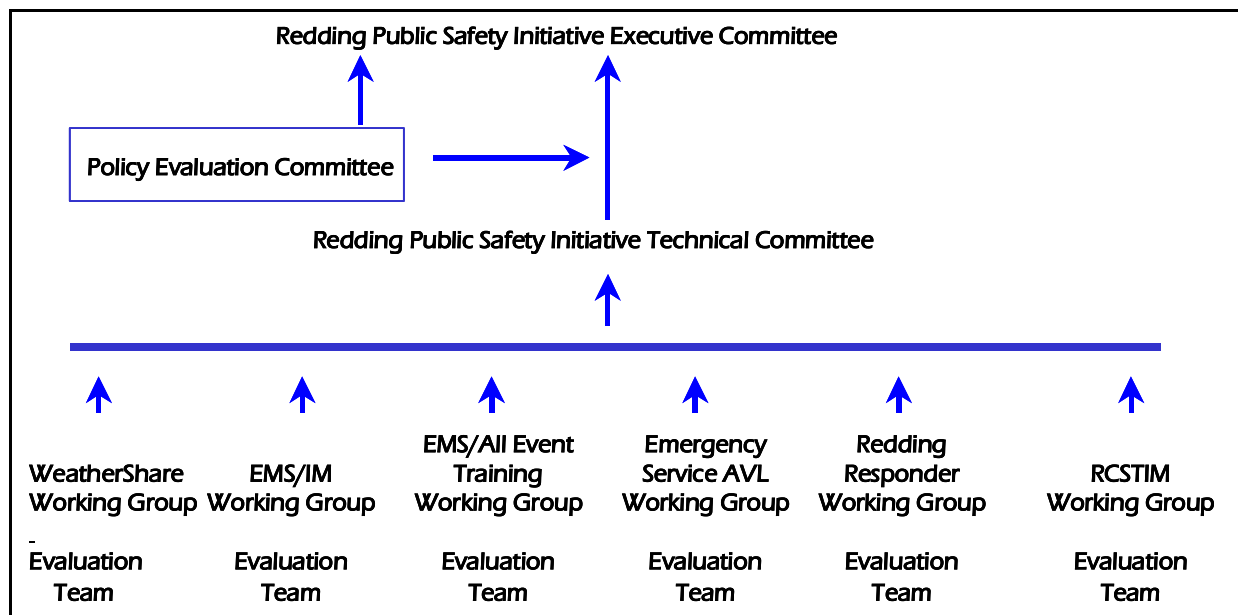 Redding Public Safety Initiative Executive Committee
Policy Evaluation Committee
Redding Public Safety Initiative Technical Committee
WeatherShare
Working Group
EMS/IM
Working Group
EMS/All Event
Training
Working Group
Emergency
Service AVL
Working Group
Redding
Responder
Working Group
RCSTIM
Working Group
-
Evaluation
Team
Evaluation
Team
Evaluation
Team
Evaluation
Team
Evaluation
Team
Evaluation
Team